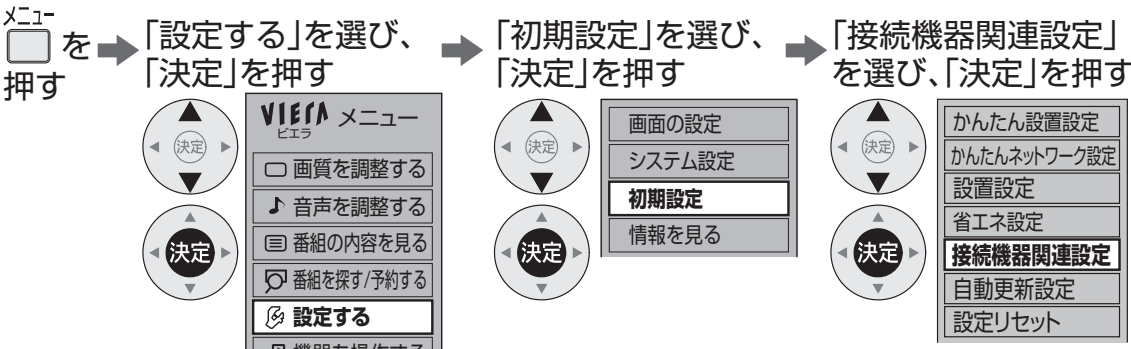 メニュー
を
押す
「設定する」を選び、
「決定」を押す
「初期設定」を選び、
「決定」を押す
「接続機器関連設定」
を選び、「決定」を押す
決定
決定
VIERA メニュー
ビエラ
画質を調整する
音声を調整する
番組の内容を見る
番組を探す/予約する
設定する
機器を操作する
決定
決定
画面の設定
システム設定
初期設定
情報を見る
決定
決定
かんたん設置設定
かんたんネットワーク設定
設置設定
省エネ設定
接続機器関連設定
自動更新設定
設定リセット